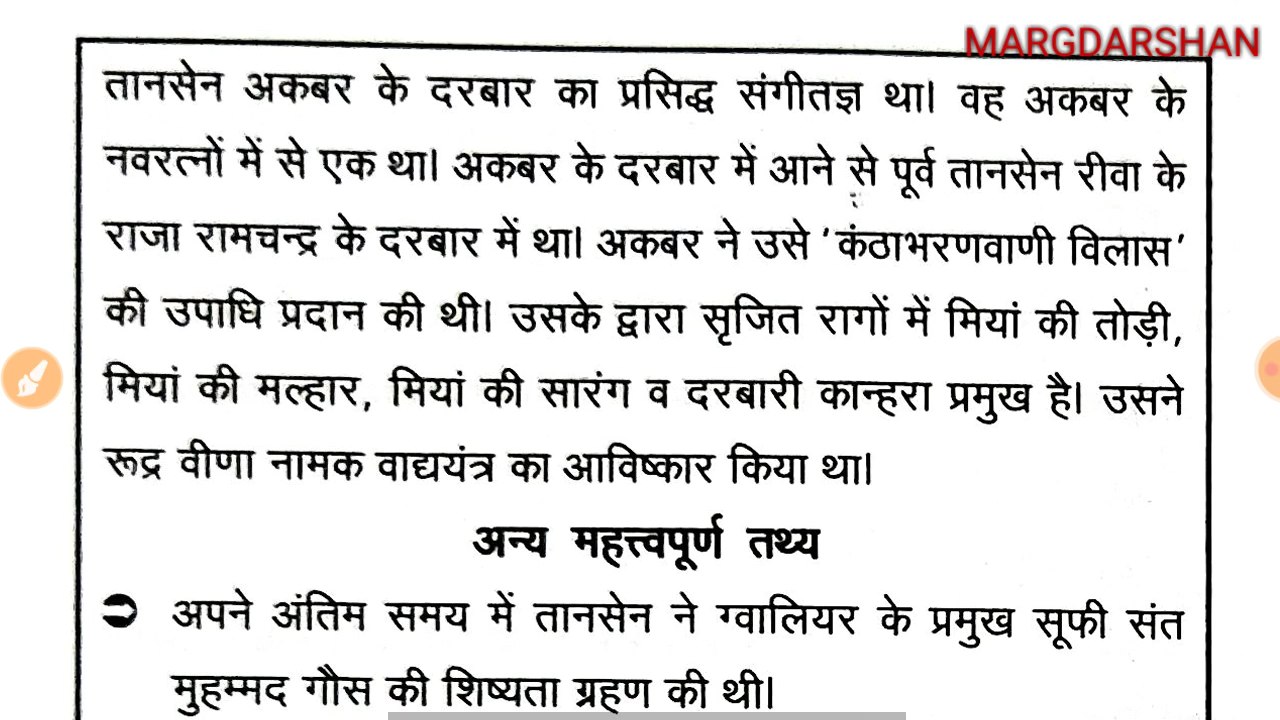 MARGDARSHAN
तानसेन अकबर के दरबार का प्रसिद्ध संगीतज्ञ था। वह अकबर के
नवरत्नों में से एक था। अकबर के दरबार में आने से पूर्व तानसेन रीवा के
राजा रामचन्द्र के दरबार में था। अकबर ने उसे 'कंठाभरणवाणी विलास'
की उपाधि प्रदान की थी। उसके द्वारा सृजित रागों में मियां की तोड़ी,
मियां की मल्हार, मियां की सारंग व दरबारी कान्हरा प्रमुख है। उसने
रूद्र वीणा नामक वाद्ययंत्र का आविष्कार किया था।
अन्य महत्त्वपूर्ण तथ्य
➲ अपने अंतिम समय में तानसेन ने ग्वालियर के प्रमुख सूफी संत
मुहम्मद गौस की शिष्यता ग्रहण की थी।